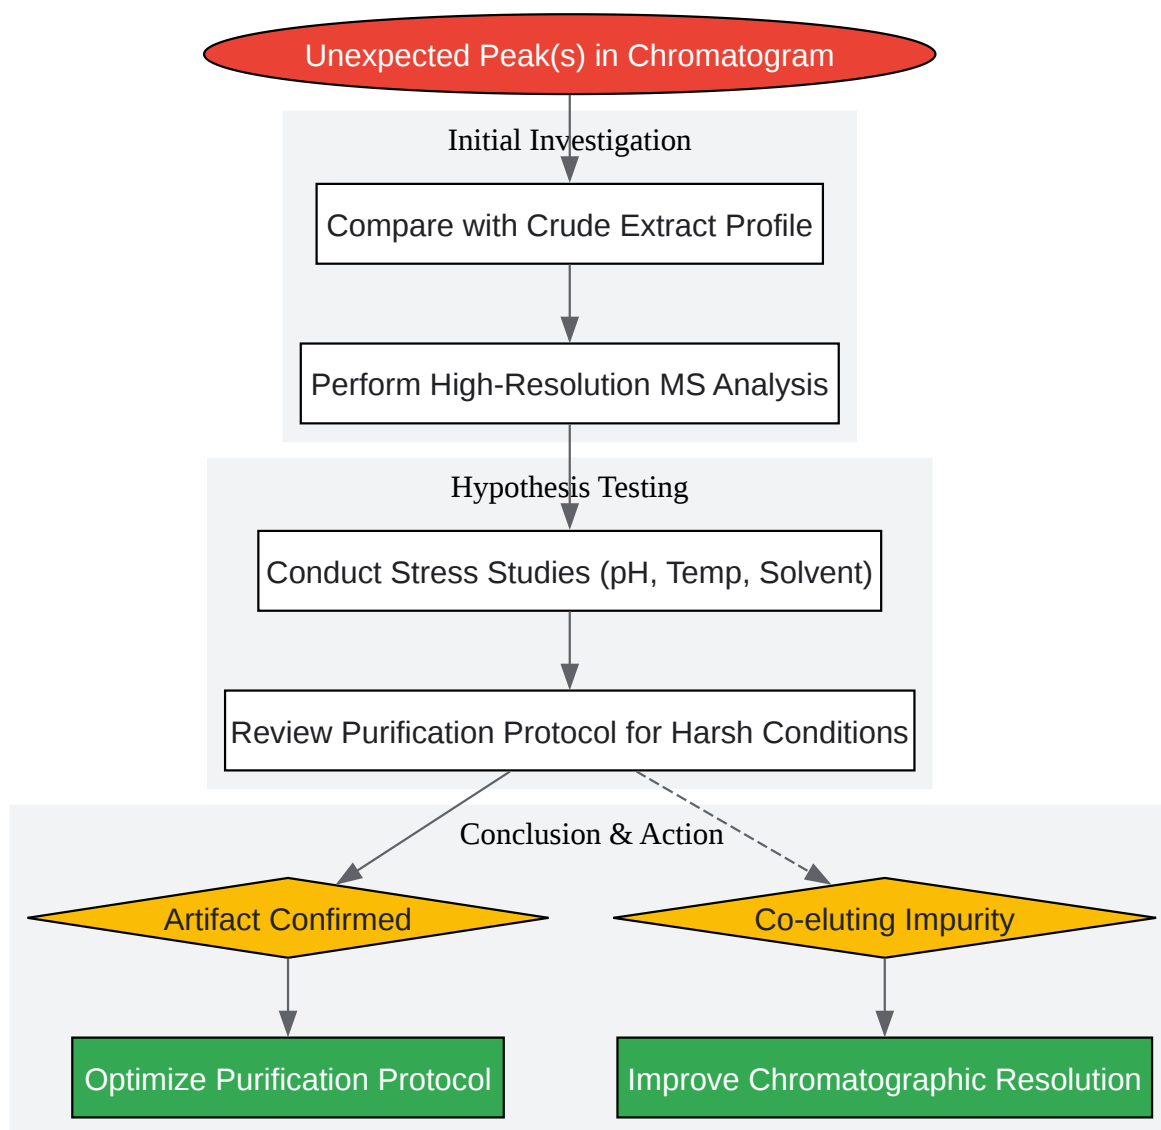 Unexpected Peak(s) in Chromatogram
Initial Investigation
Compare with Crude Extract Profile
Perform High-Resolution MS Analysis
Hypothesis Testing
Conduct Stress Studies (pH, Temp, Solvent)
Review Purification Protocol for Harsh Conditions
Conclusion & Action
Artifact Confirmed
Co-eluting Impurity
Optimize Purification Protocol
Improve Chromatographic Resolution